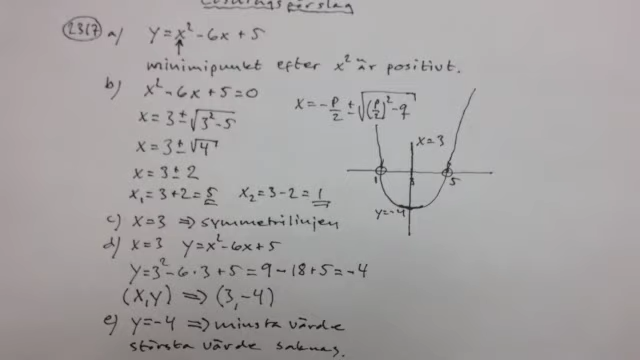 Lösningsförslag
2317 a) y = x² - 6x + 5
minimipunkt efter x² är positivt.
b) x² - 6x + 5 = 0
x = -p/2 ± √((p/2)² - q)
x = 3 ± √(3² - 5)
x = 3 ± √4
x = 3 ± 2
x₁ = 3 + 2 = 5 x₂ = 3 - 2 = 1
x = 3
1 3 5
y = -4
c) x = 3 ⇒ symmetrilinjen
d) x = 3 y = x² - 6x + 5
y = 3² - 6 · 3 + 5 = 9 - 18 + 5 = -4
(x, y) ⇒ (3, -4)
e) y = -4 ⇒ minsta värde
största värde saknas.